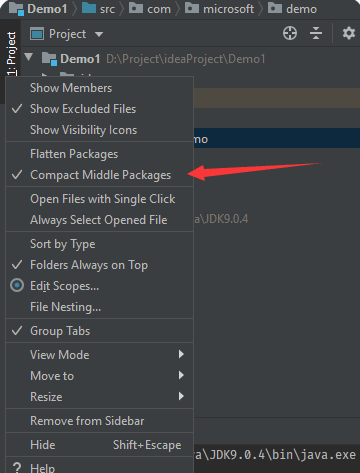 Demo1 src com microsoft demo
1: Project
Project
Demo1 D:\Project\ideaProject\Demo1
Show Members
Show Excluded Files
Show Visibility Icons
Flatten Packages
Compact Middle Packages
Open Files with Single Click
Always Select Opened File
\JDK9.0.4
Sort by Type
Folders Always on Top
Edit Scopes...
File Nesting...
Group Tabs
View Mode
Move to
Resize
Remove from Sidebar
Hide Shift+Escape
\JDK9.0.4\bin\java.exe
Help